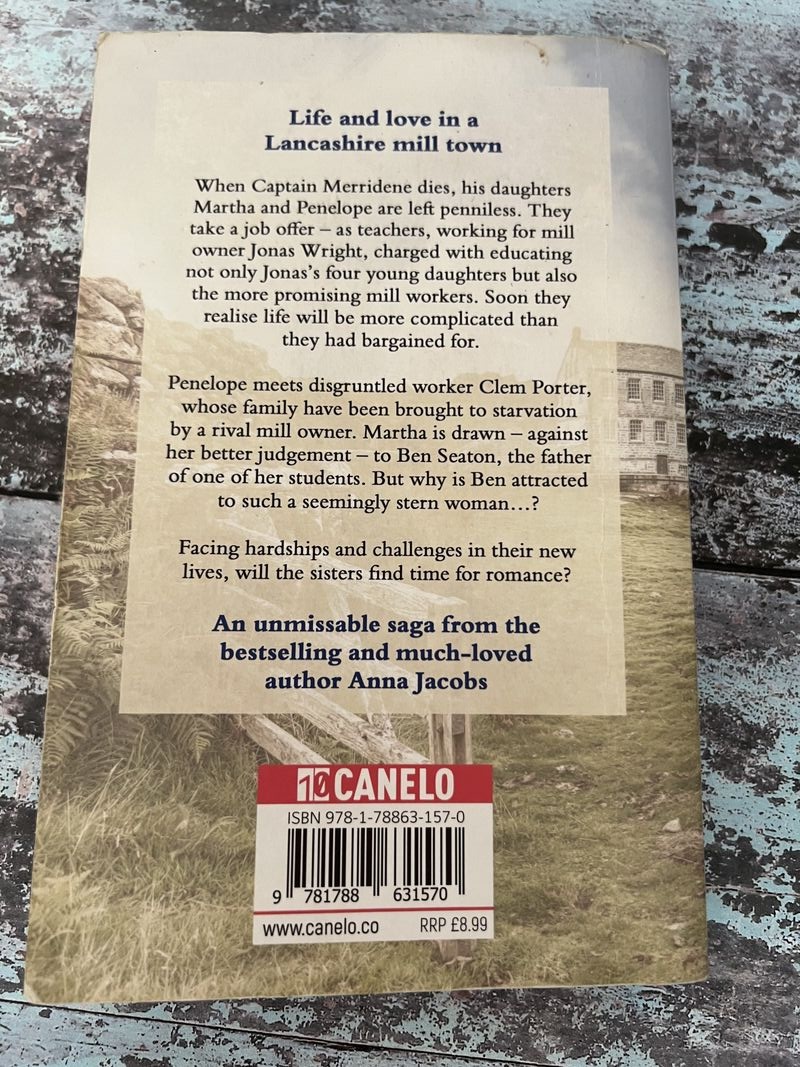 Life and love in a
Lancashire mill town
When Captain Merridene dies, his daughters
Martha and Penelope are left penniless. They
take a job offer – as teachers, working for mill
owner Jonas Wright, charged with educating
not only Jonas's four young daughters but also
the more promising mill workers. Soon they
realise life will be more complicated than
they had bargained for.
Penelope meets disgruntled worker Clem Porter,
whose family have been brought to starvation
by a rival mill owner. Martha is drawn – against
her better judgement – to Ben Seaton, the father
of one of her students. But why is Ben attracted
to such a seemingly stern woman…?
Facing hardships and challenges in their new
lives, will the sisters find time for romance?
An unmissable saga from the
bestselling and much-loved
author Anna Jacobs
10 CANELO
ISBN 978-1-78863-157-0
9 781788 631570
www.canelo.co RRP £8.99